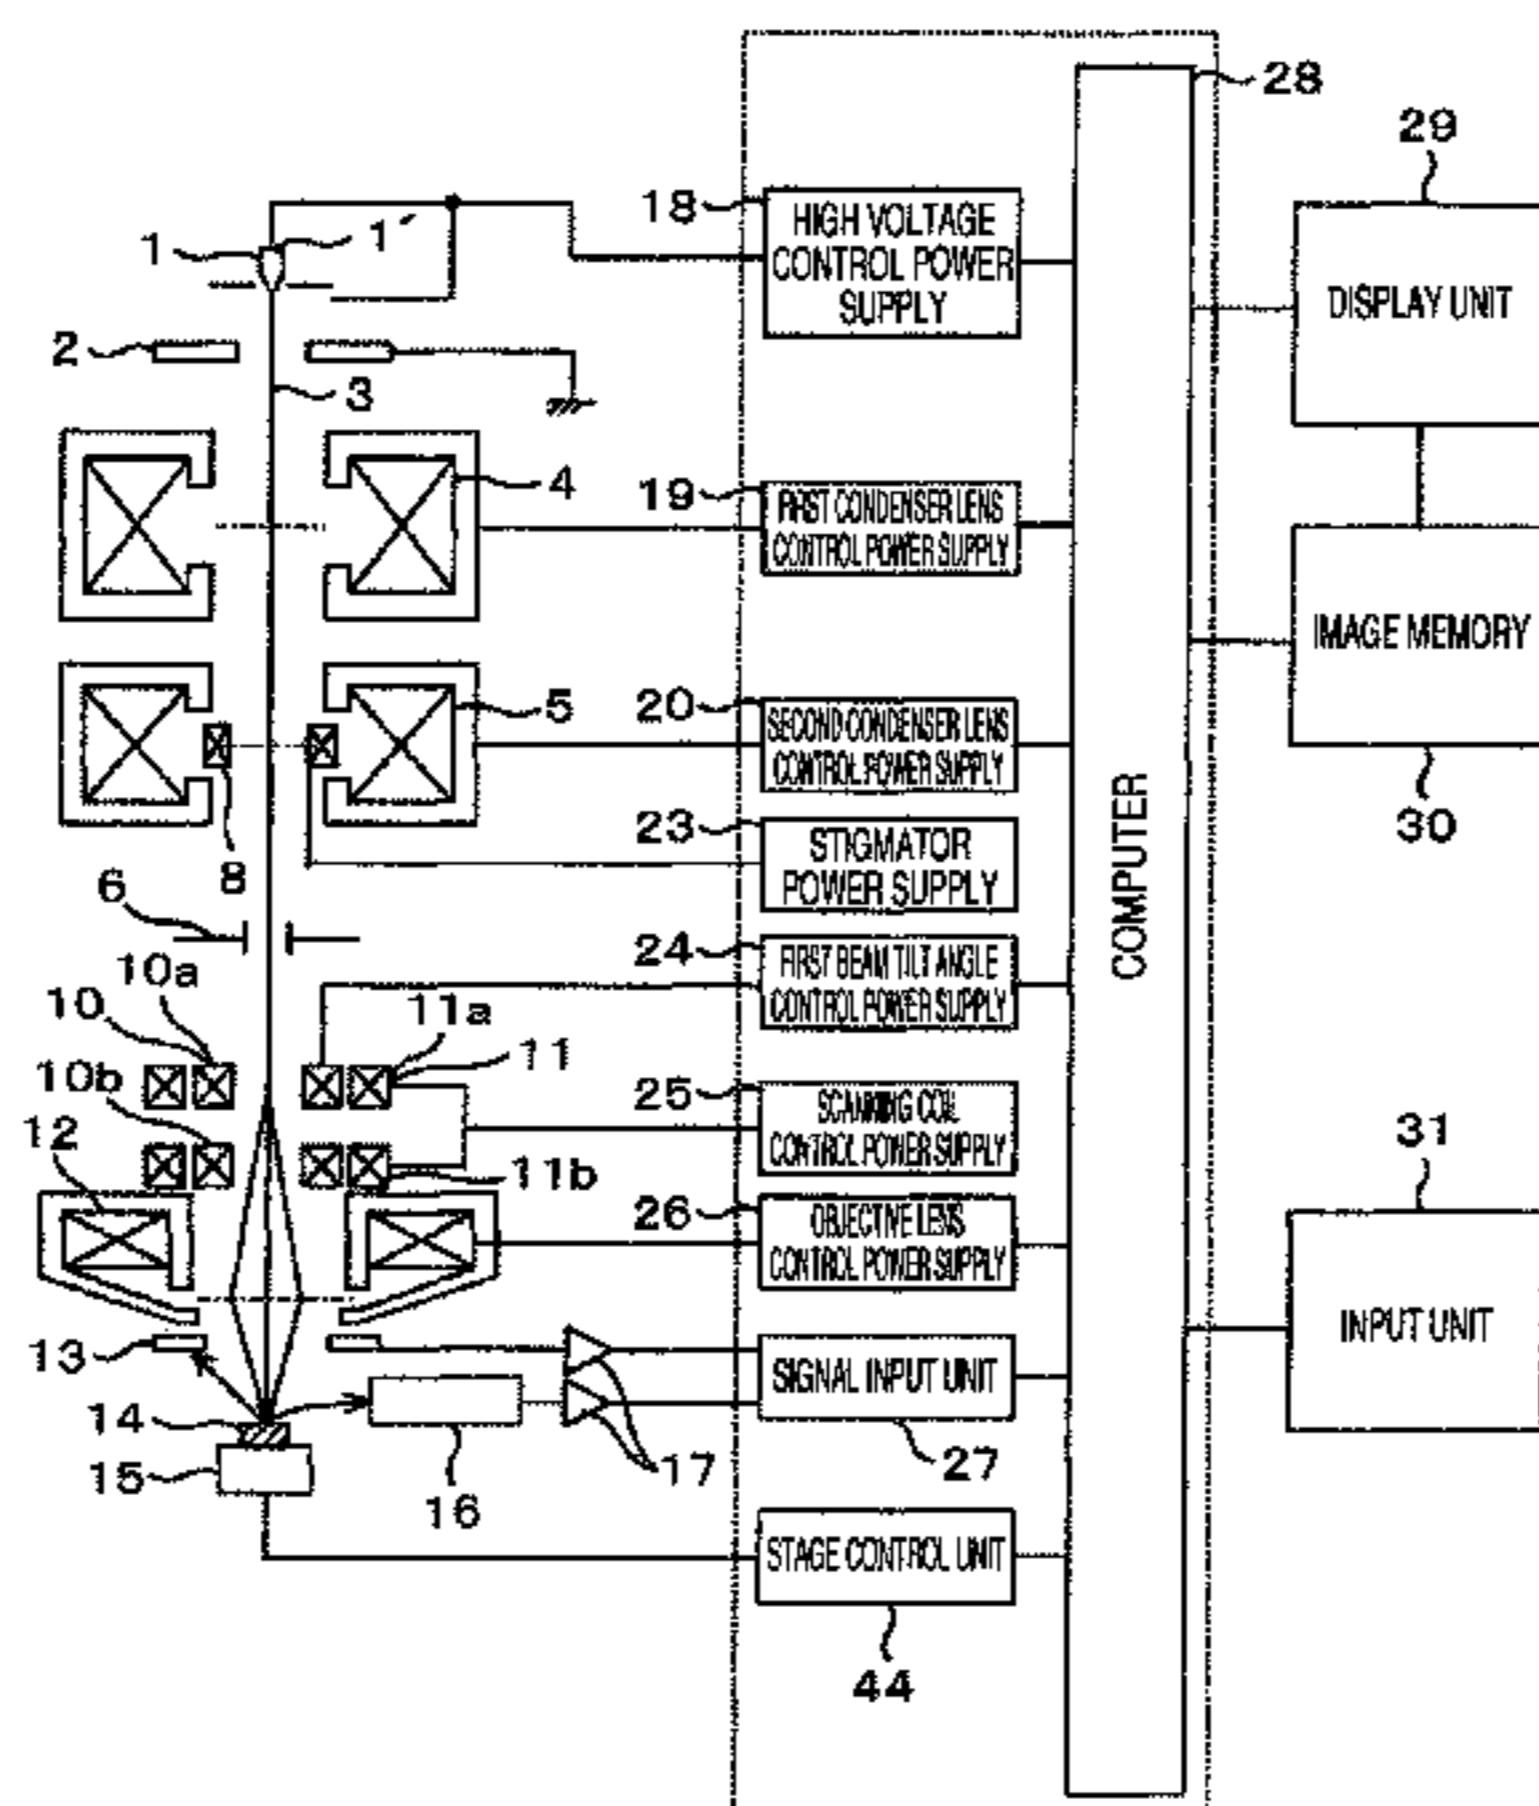 28
29
18
HIGH VOLTAGE
CONTROL POWER
SUPPLY
DISPLAY UNIT
1
1´
2
3
4
19
FIRST CONDENSER LENS
CONTROL POWER SUPPLY
IMAGE MEMORY
5
20
SECOND CONDENSER LENS
CONTROL POWER SUPPLY
30
8
23
STIGMATOR
POWER SUPPLY
COMPUTER
6
24
FIRST BEAM TILT ANGLE
CONTROL POWER SUPPLY
10a
10
11a
11
10b
25
SCANNING COIL
CONTROL POWER SUPPLY
12
11b
31
26
OBJECTIVE LENS
CONTROL POWER SUPPLY
INPUT UNIT
13
SIGNAL INPUT UNIT
14
15
16
17
27
STAGE CONTROL UNIT
44